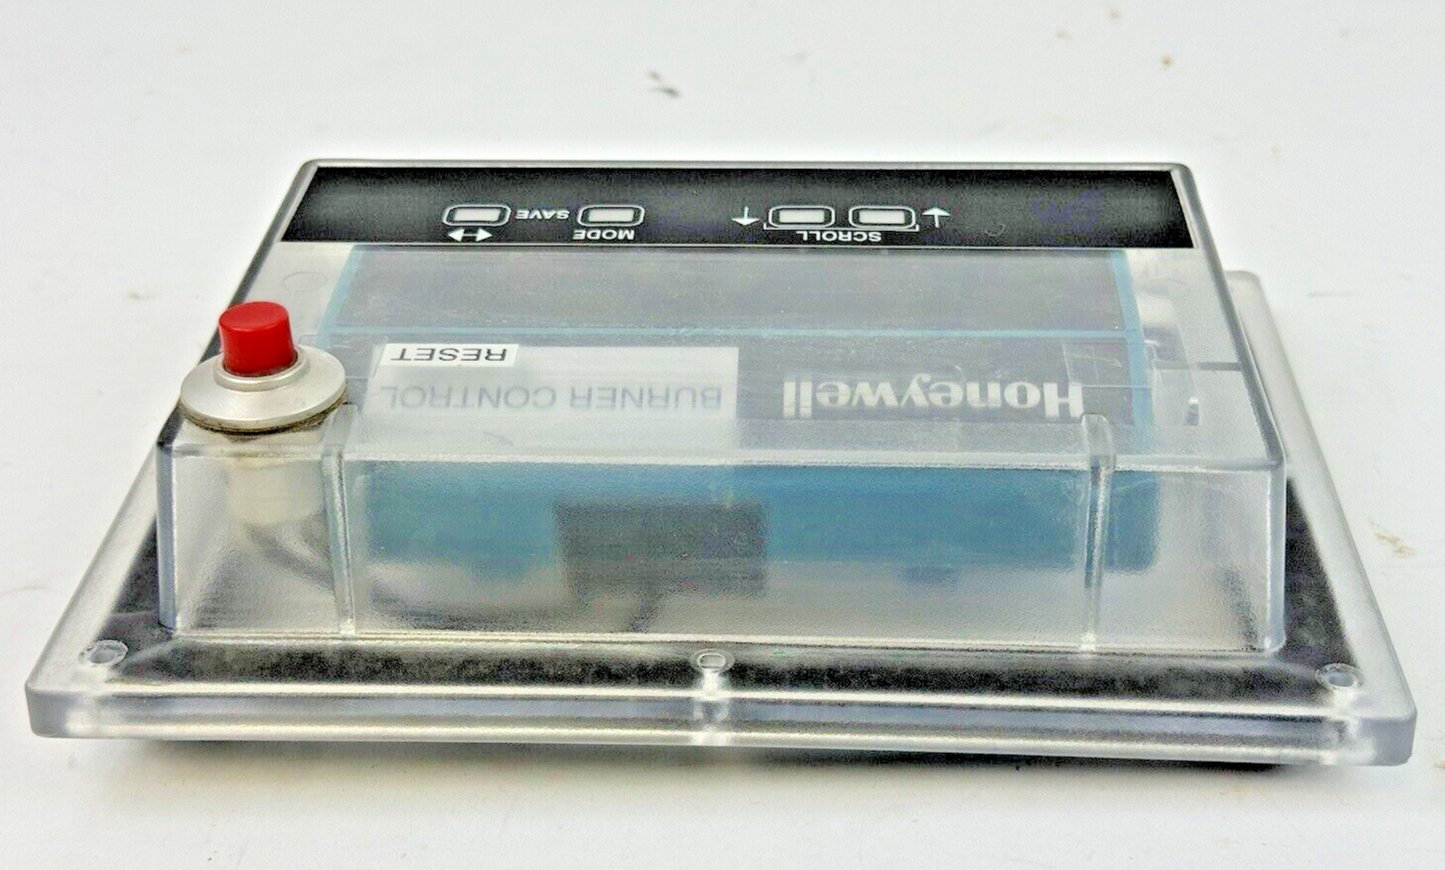 Honeywell
BURNER CONTROL
RESET
SCROLL
MODE
SAVE